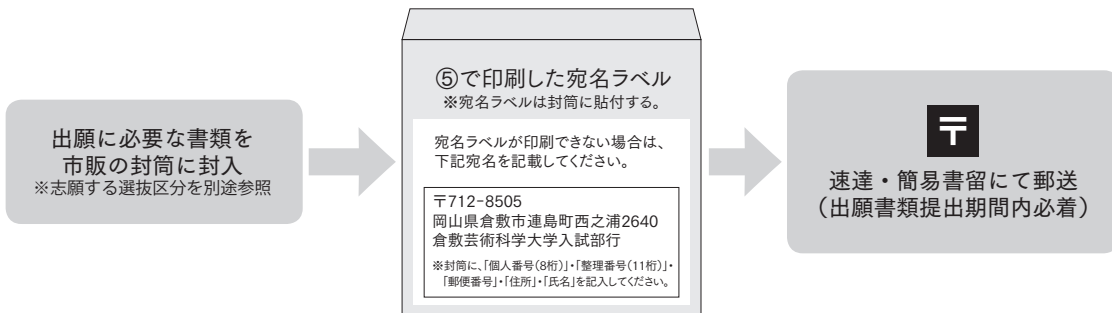 出願に必要な書類を
市販の封筒に封入
※志願する選抜区分を別途参照
⑤で印刷した宛名ラベル
※宛名ラベルは封筒に貼付する。
宛名ラベルが印刷できない場合は、
下記宛名を記載してください。
〒712-8505
岡山県倉敷市連島町西之浦2640
倉敷芸術科学大学入試部行
※封筒に、「個人番号(8桁)」・「整理番号(11桁)」・
「郵便番号」・「住所」・「氏名」を記入してください。
〒
速達・簡易書留にて郵送
（出願書類提出期間内必着）